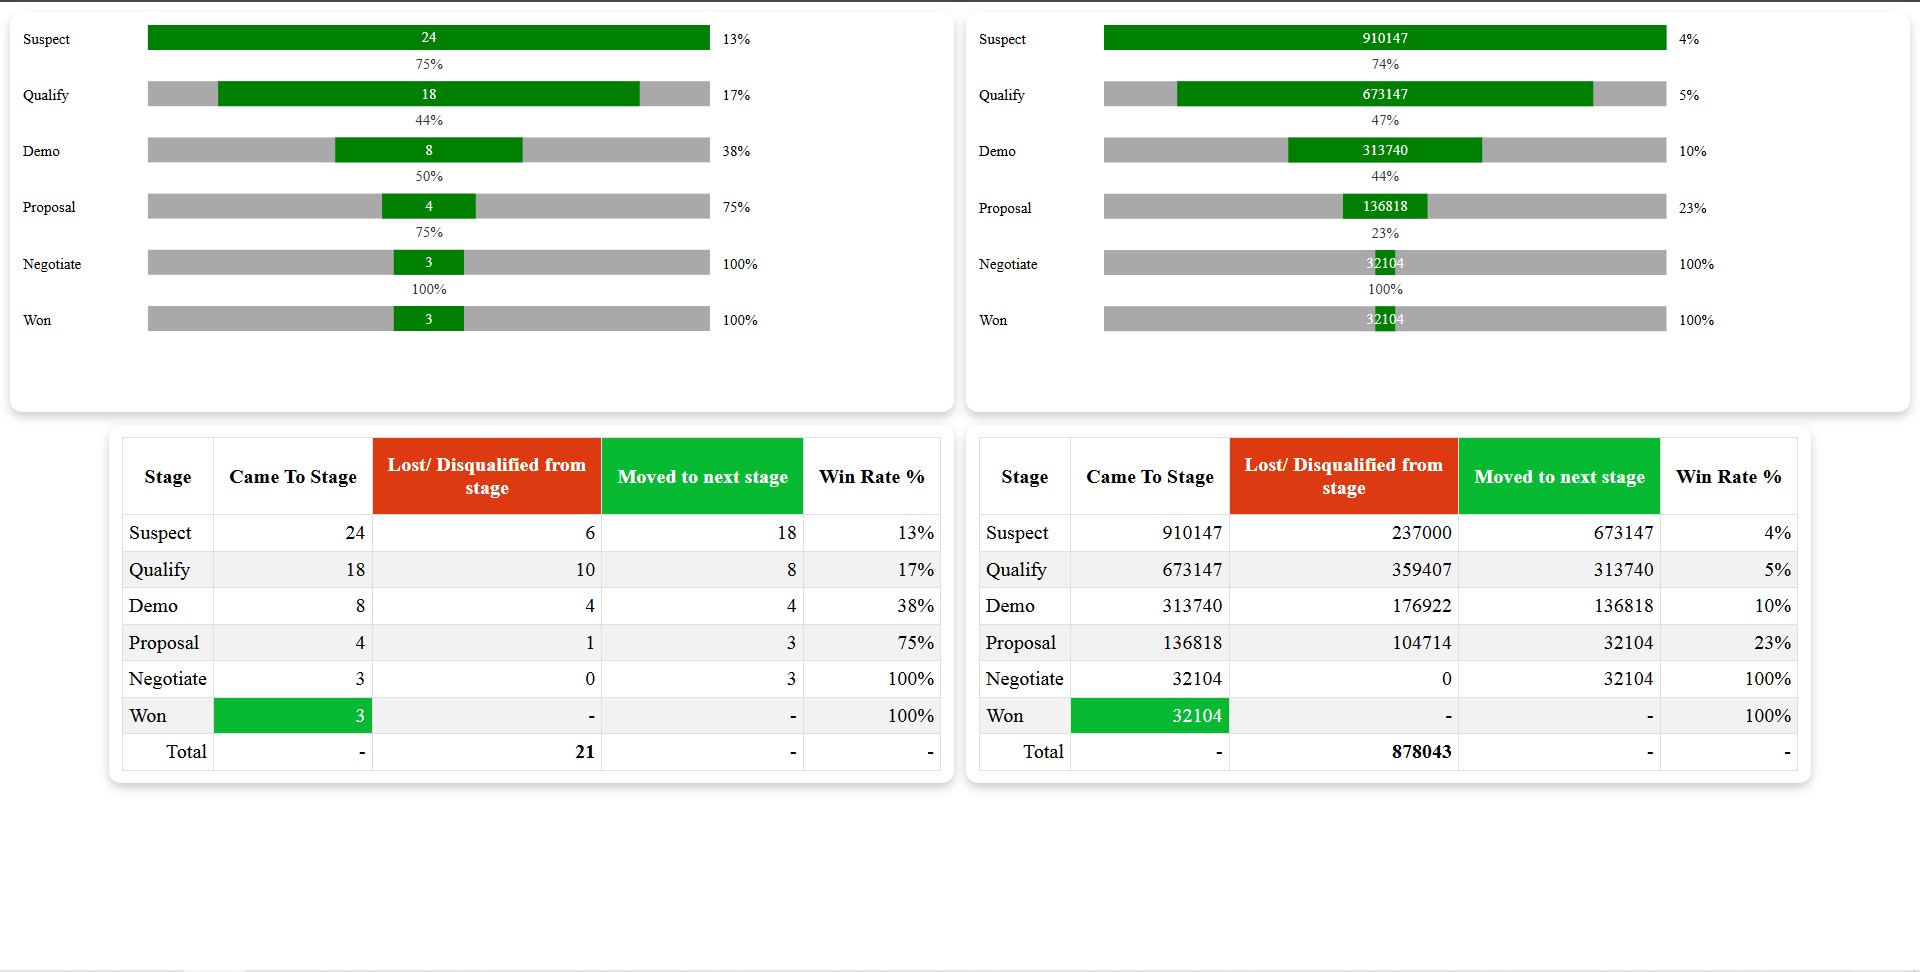 Suspect 24 13%
75%
Qualify 18 17%
44%
Demo 8 38%
50%
Proposal 4 75%
75%
Negotiate 3 100%
100%
Won 3 100%
Suspect 910147 4%
74%
Qualify 673147 5%
47%
Demo 313740 10%
44%
Proposal 136818 23%
23%
Negotiate 32104 100%
100%
Won 32104 100%
Stage Came To Stage Lost/ Disqualified from stage Moved to next stage Win Rate %
Suspect 24 6 18 13%
Qualify 18 10 8 17%
Demo 8 4 4 38%
Proposal 4 1 3 75%
Negotiate 3 0 3 100%
Won 3 - - 100%
Total - 21 - -
Stage Came To Stage Lost/ Disqualified from stage Moved to next stage Win Rate %
Suspect 910147 237000 673147 4%
Qualify 673147 359407 313740 5%
Demo 313740 176922 136818 10%
Proposal 136818 104714 32104 23%
Negotiate 32104 0 32104 100%
Won 32104 - - 100%
Total - 878043 - -